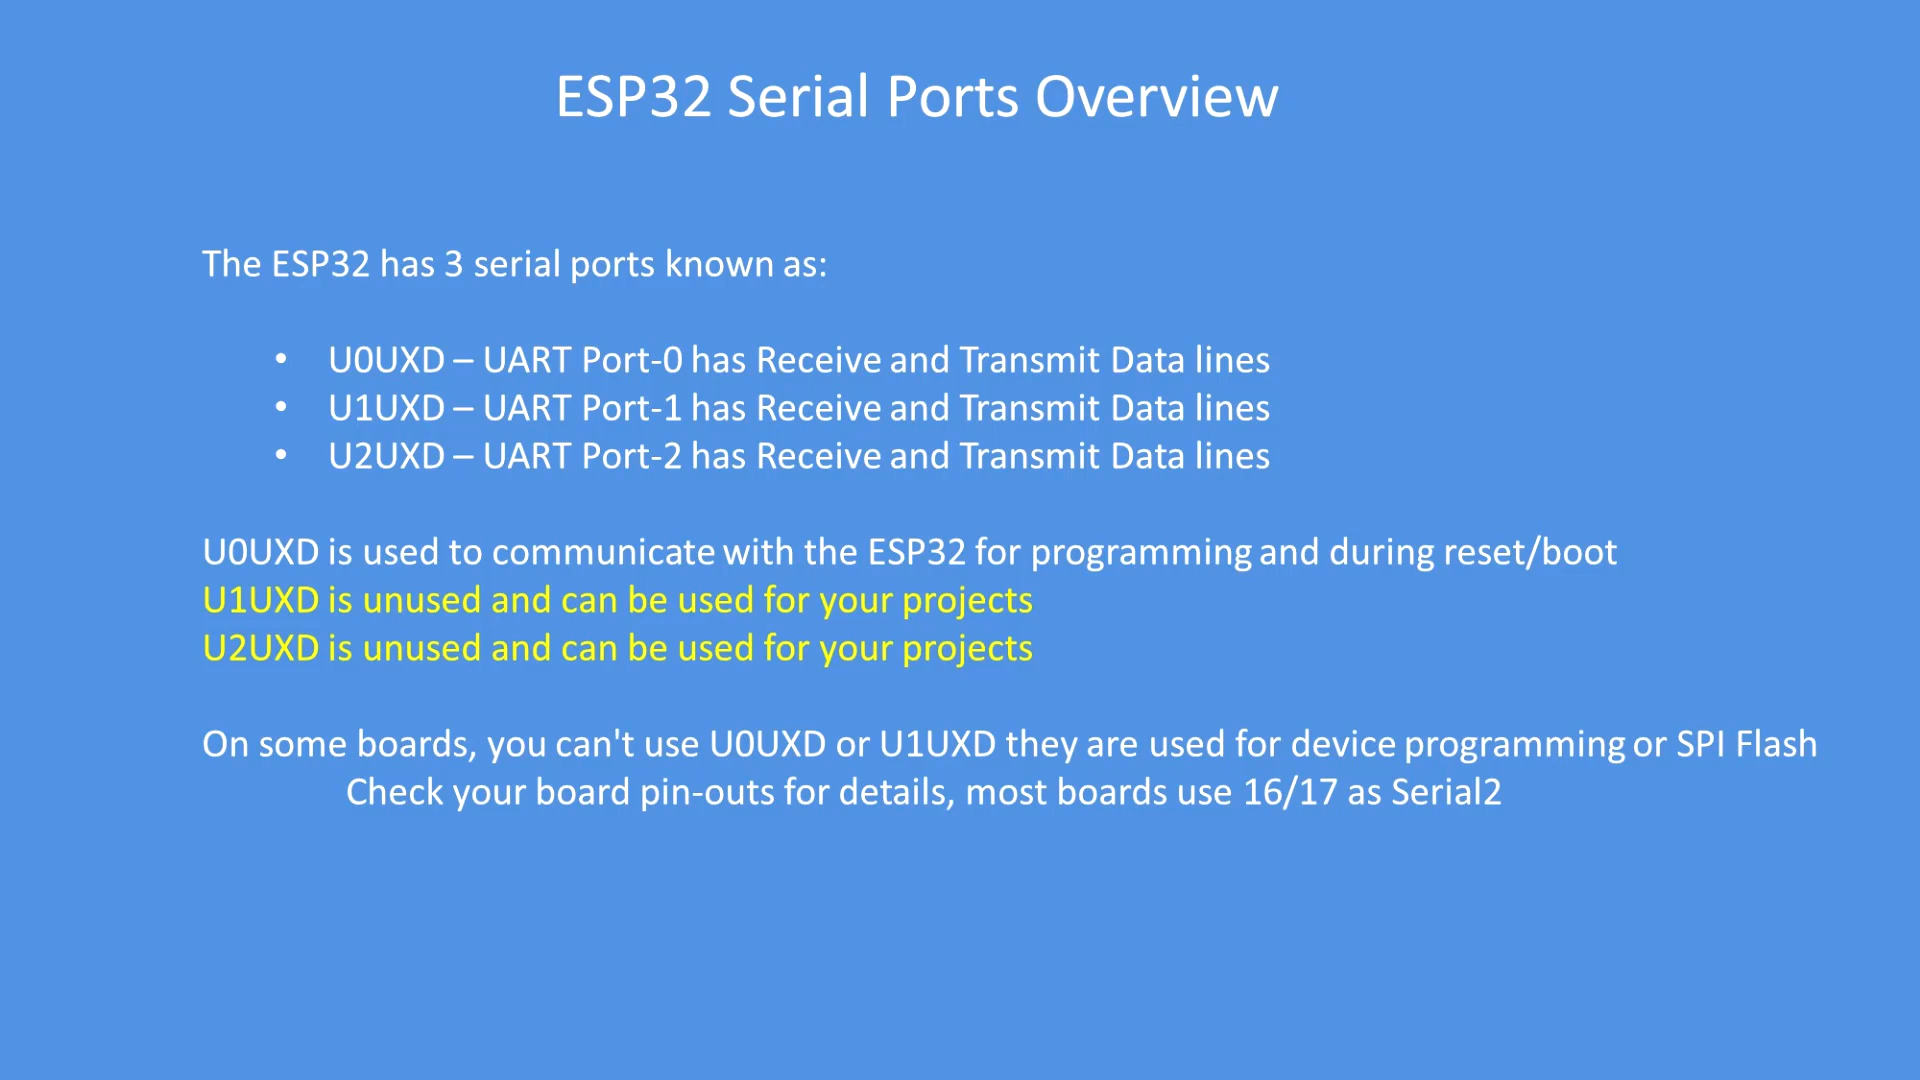 ESP32 Serial Ports Overview
The ESP32 has 3 serial ports known as:
• U0UXD – UART Port-0 has Receive and Transmit Data lines
• U1UXD – UART Port-1 has Receive and Transmit Data lines
• U2UXD – UART Port-2 has Receive and Transmit Data lines
U0UXD is used to communicate with the ESP32 for programming and during reset/boot
U1UXD is unused and can be used for your projects
U2UXD is unused and can be used for your projects
On some boards, you can't use U0UXD or U1UXD they are used for device programming or SPI Flash
Check your board pin-outs for details, most boards use 16/17 as Serial2